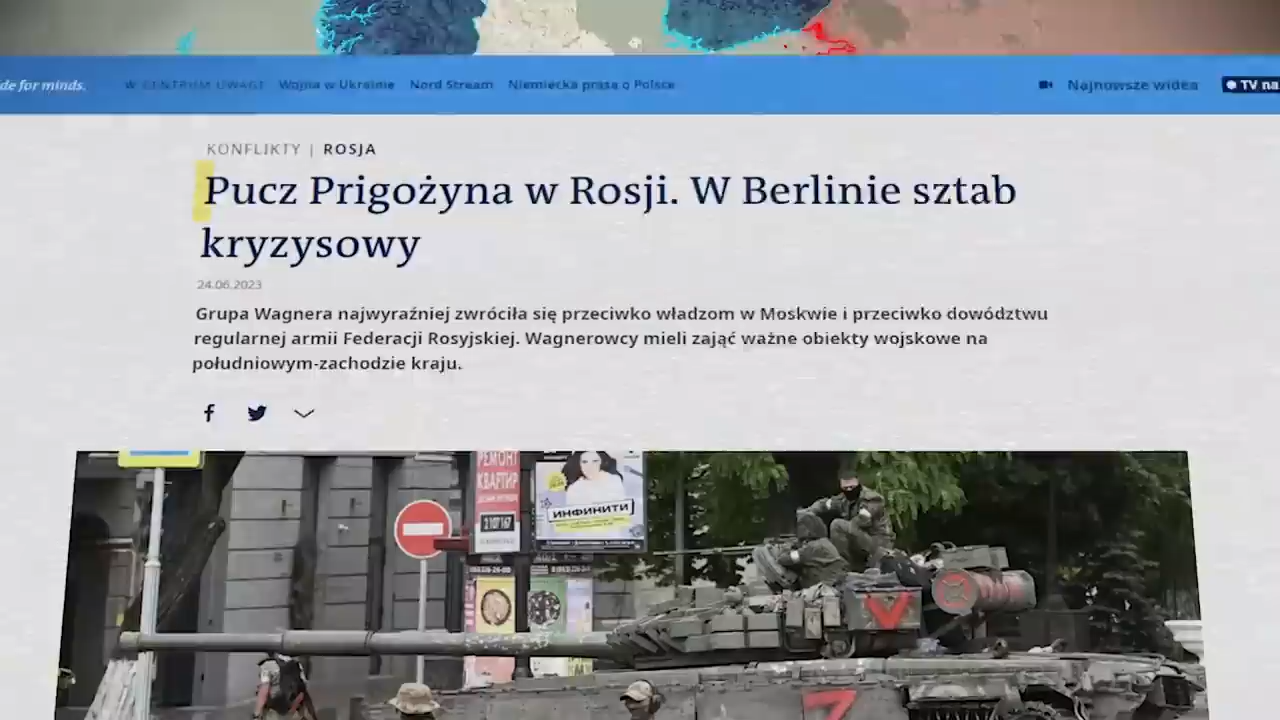 de for minds.
W CENTRUM UWAGI Wojna w Ukrainie Nord Stream Niemiecka prasa o Polsce
Najnowsze widea
TV na
KONFLIKTY | ROSJA
Pucz Prigożyna w Rosji. W Berlinie sztab
kryzysowy
24.06.2023
Grupa Wagnera najwyraźniej zwróciła się przeciwko władzom w Moskwie i przeciwko dowództwu
regularnej armii Federacji Rosyjskiej. Wagnerowcy mieli zająć ważne obiekty wojskowe na
południowym-zachodzie kraju.
РЕМОНТ
КВАРТИР
ИНФИНИТИ
V
Z